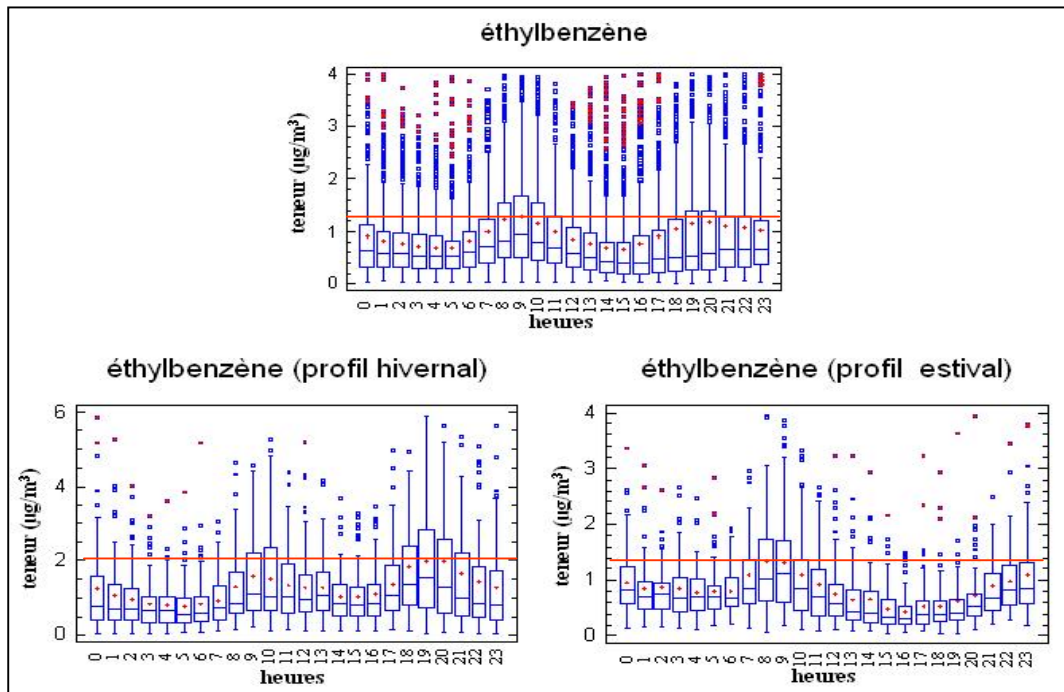 éthylbenzène
teneur (µg/m³)
4
3
2
1
0
0 1 2 3 4 5 6 7 8 9 10 11 12 13 14 15 16 17 18 19 20 21 22 23
heures
éthylbenzène (profil hivernal)
teneur (µg/m³)
6
4
2
0
0 1 2 3 4 5 6 7 8 9 10 11 12 13 14 15 16 17 18 19 20 21 22 23
heures
éthylbenzène (profil estival)
teneur (µg/m³)
4
3
2
1
0
0 1 2 3 4 5 6 7 8 9 10 11 12 13 14 15 16 17 18 19 20 21 22 23
heures